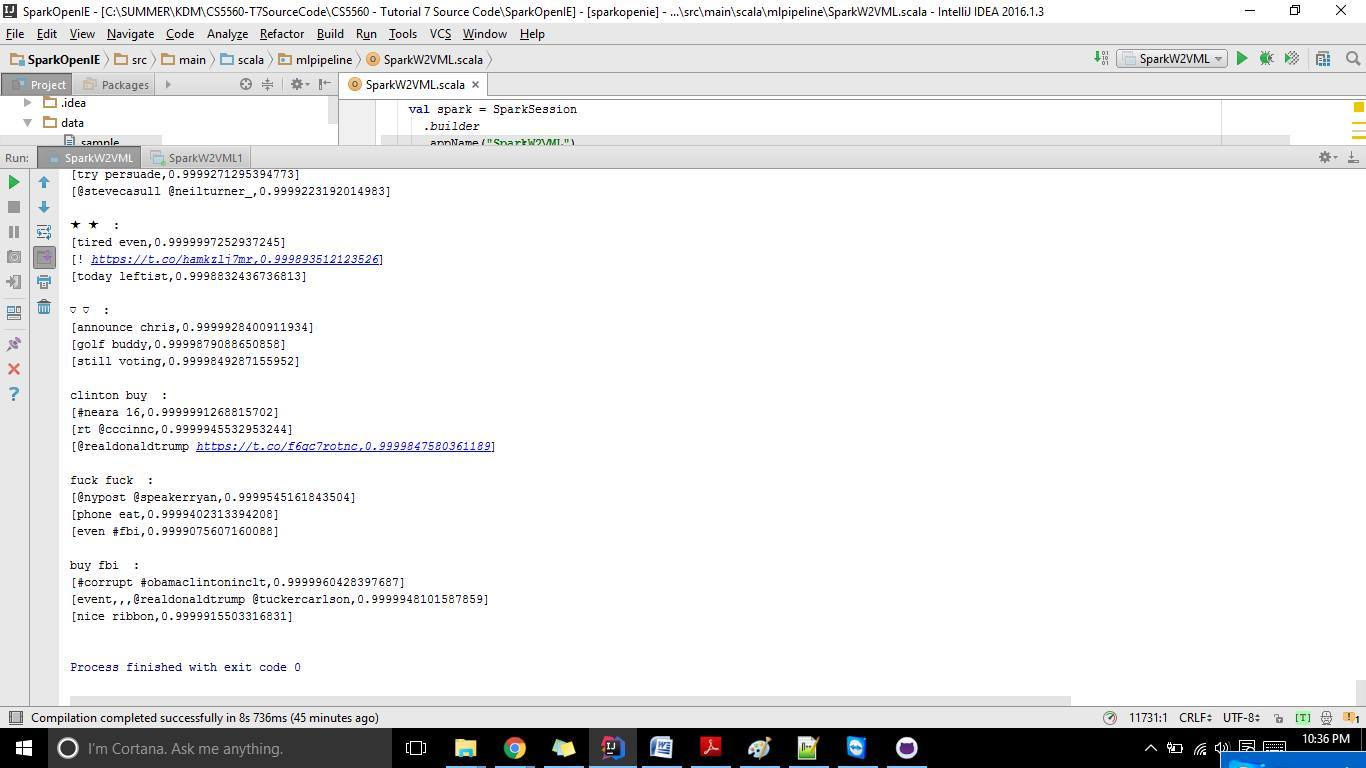 SparkOpenIE - [C:\SUMMER\KDM\CS5560-T7SourceCode\CS5560 - Tutorial 7 Source Code\SparkOpenIE] - [sparkopenie] - ...\src\main\scala\mlpipeline\SparkW2VML.scala - IntelliJ IDEA 2016.1.3
File Edit View Navigate Code Analyze Refactor Build Run Tools VCS Window Help
SparkOpenIE src main scala mlpipeline SparkW2VML.scala SparkW2VML
Project Packages SparkW2VML.scala
.idea
data
sample
val spark = SparkSession
.builder
.appName("SparkW2VML")
Run: SparkW2VML SparkW2VML1
[try persuade,0.9999271295394773]
[@stevecasull @neilturner_,0.9999223192014983]
★ ★ :
[tired even,0.9999997252937245]
[! https://t.co/hamkzlj7mr,0.999893512123526]
[today leftist,0.9998832436736813]
▽ ▽ :
[announce chris,0.9999928400911934]
[golf buddy,0.9999879088650858]
[still voting,0.9999849287155952]
clinton buy :
[#neara 16,0.9999991268815702]
[rt @cccinnc,0.9999945532953244]
[@realdonaldtrump https://t.co/f6qc7rotnc,0.9999847580361189]
fuck fuck :
[@nypost @speakerryan,0.9999545161843504]
[phone eat,0.9999402313394208]
[even #fbi,0.9999075607160088]
buy fbi :
[#corrupt #obamaclintoninclt,0.9999960428397687]
[event,,,@realdonaldtrump @tuckercarlson,0.9999948101587859]
[nice ribbon,0.9999915503316831]
Process finished with exit code 0
Compilation completed successfully in 8s 736ms (45 minutes ago) 11731:1 CRLF UTF-8 [T] 1
I'm Cortana. Ask me anything. 10:36 PM